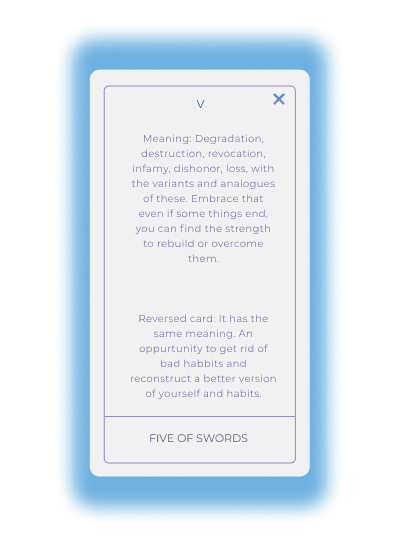 V
Meaning: Degradation,
destruction, revocation,
infamy, dishonor, loss, with
the variants and analogues
of these. Embrace that
even if some things end,
you can find the strength
to rebuild or overcome
them.
Reversed card: It has the
same meaning. An
oppurtunity to get rid of
bad habbits and
reconstruct a better version
of yourself and habits.
FIVE OF SWORDS